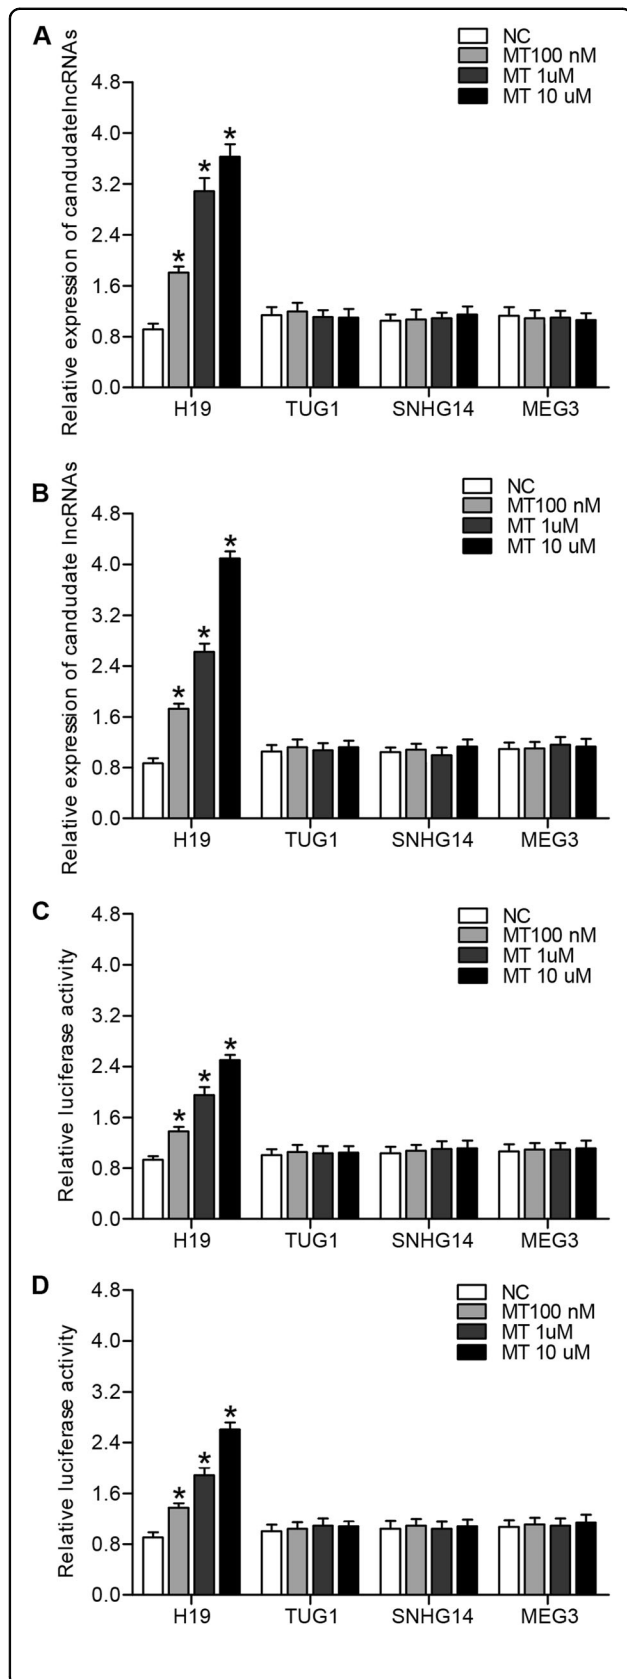 A
NC
MT100 nM
MT 1uM
MT 10 uM
Relative expression of candudatelncRNAs
4.8
4.0
3.2
2.4
1.6
0.8
0.0
*
*
*
H19
TUG1
SNHG14
MEG3
B
NC
MT100 nM
MT 1uM
MT 10 uM
Relative expression of candudate lncRNAs
4.8
4.0
3.2
2.4
1.6
0.8
0.0
*
*
*
H19
TUG1
SNHG14
MEG3
C
NC
MT100 nM
MT 1uM
MT 10 uM
Relative luciferase activity
4.8
4.0
3.2
2.4
1.6
0.8
0.0
*
*
*
H19
TUG1
SNHG14
MEG3
D
NC
MT100 nM
MT 1uM
MT 10 uM
Relative luciferase activity
4.8
4.0
3.2
2.4
1.6
0.8
0.0
*
*
*
H19
TUG1
SNHG14
MEG3